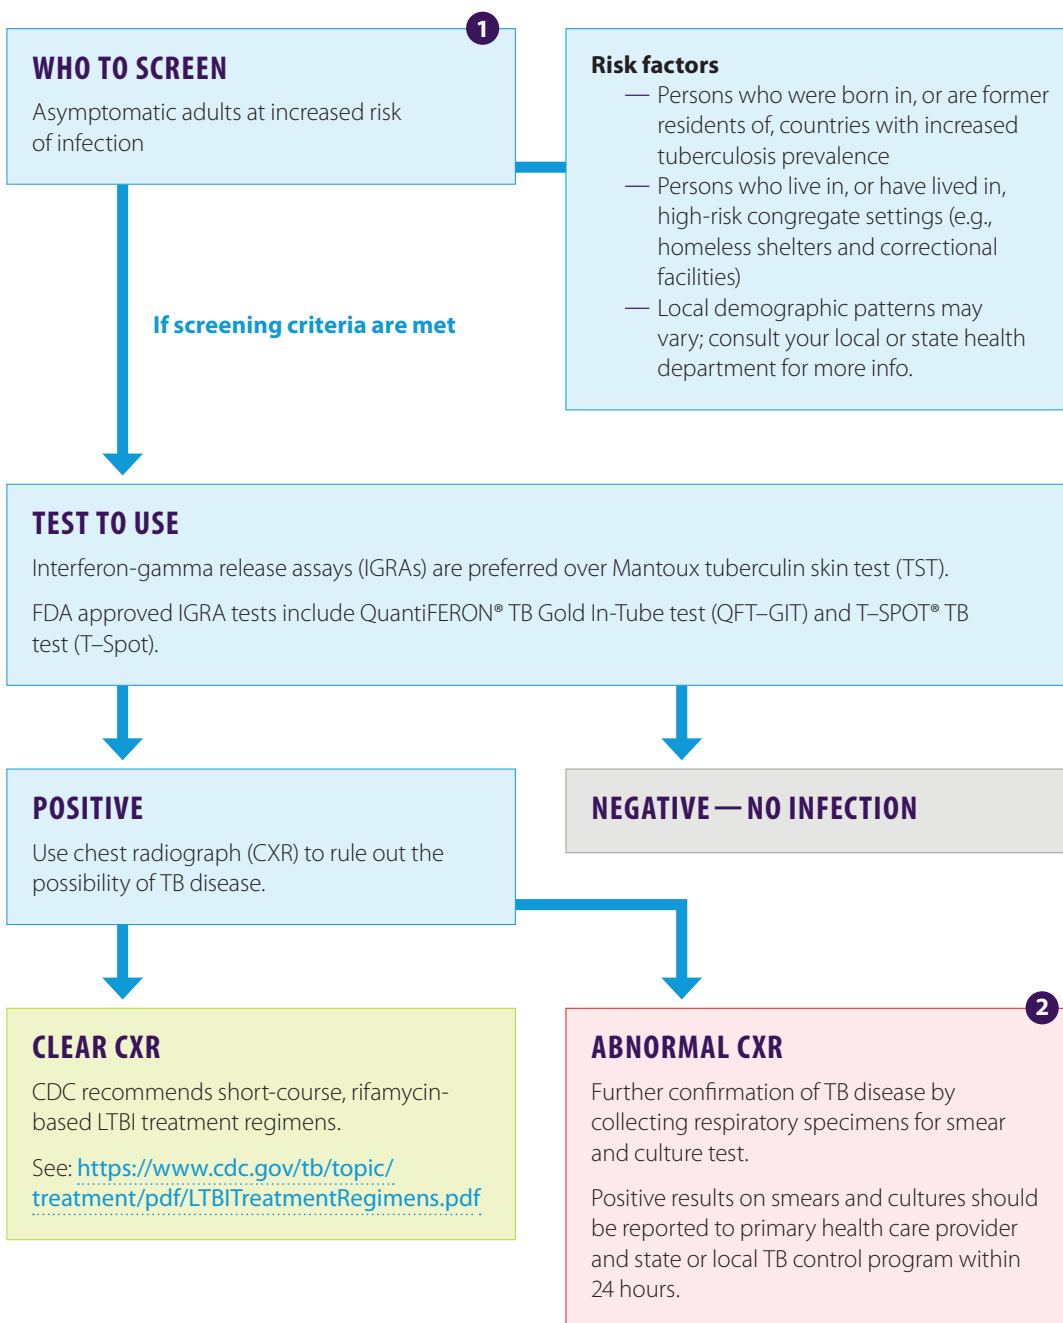 1
WHO TO SCREEN
Asymptomatic adults at increased risk
of infection
Risk factors
— Persons who were born in, or are former
residents of, countries with increased
tuberculosis prevalence
— Persons who live in, or have lived in,
high-risk congregate settings (e.g.,
homeless shelters and correctional
facilities)
— Local demographic patterns may
vary; consult your local or state health
department for more info.
If screening criteria are met
TEST TO USE
Interferon-gamma release assays (IGRAs) are preferred over Mantoux tuberculin skin test (TST).
FDA approved IGRA tests include QuantiFERON® TB Gold In-Tube test (QFT–GIT) and T–SPOT® TB
test (T–Spot).
POSITIVE
Use chest radiograph (CXR) to rule out the
possibility of TB disease.
NEGATIVE — NO INFECTION
CLEAR CXR
CDC recommends short-course, rifamycin-
based LTBI treatment regimens.
See: https://www.cdc.gov/tb/topic/
treatment/pdf/LTBITreatmentRegimens.pdf
2
ABNORMAL CXR
Further confirmation of TB disease by
collecting respiratory specimens for smear
and culture test.
Positive results on smears and cultures should
be reported to primary health care provider
and state or local TB control program within
24 hours.